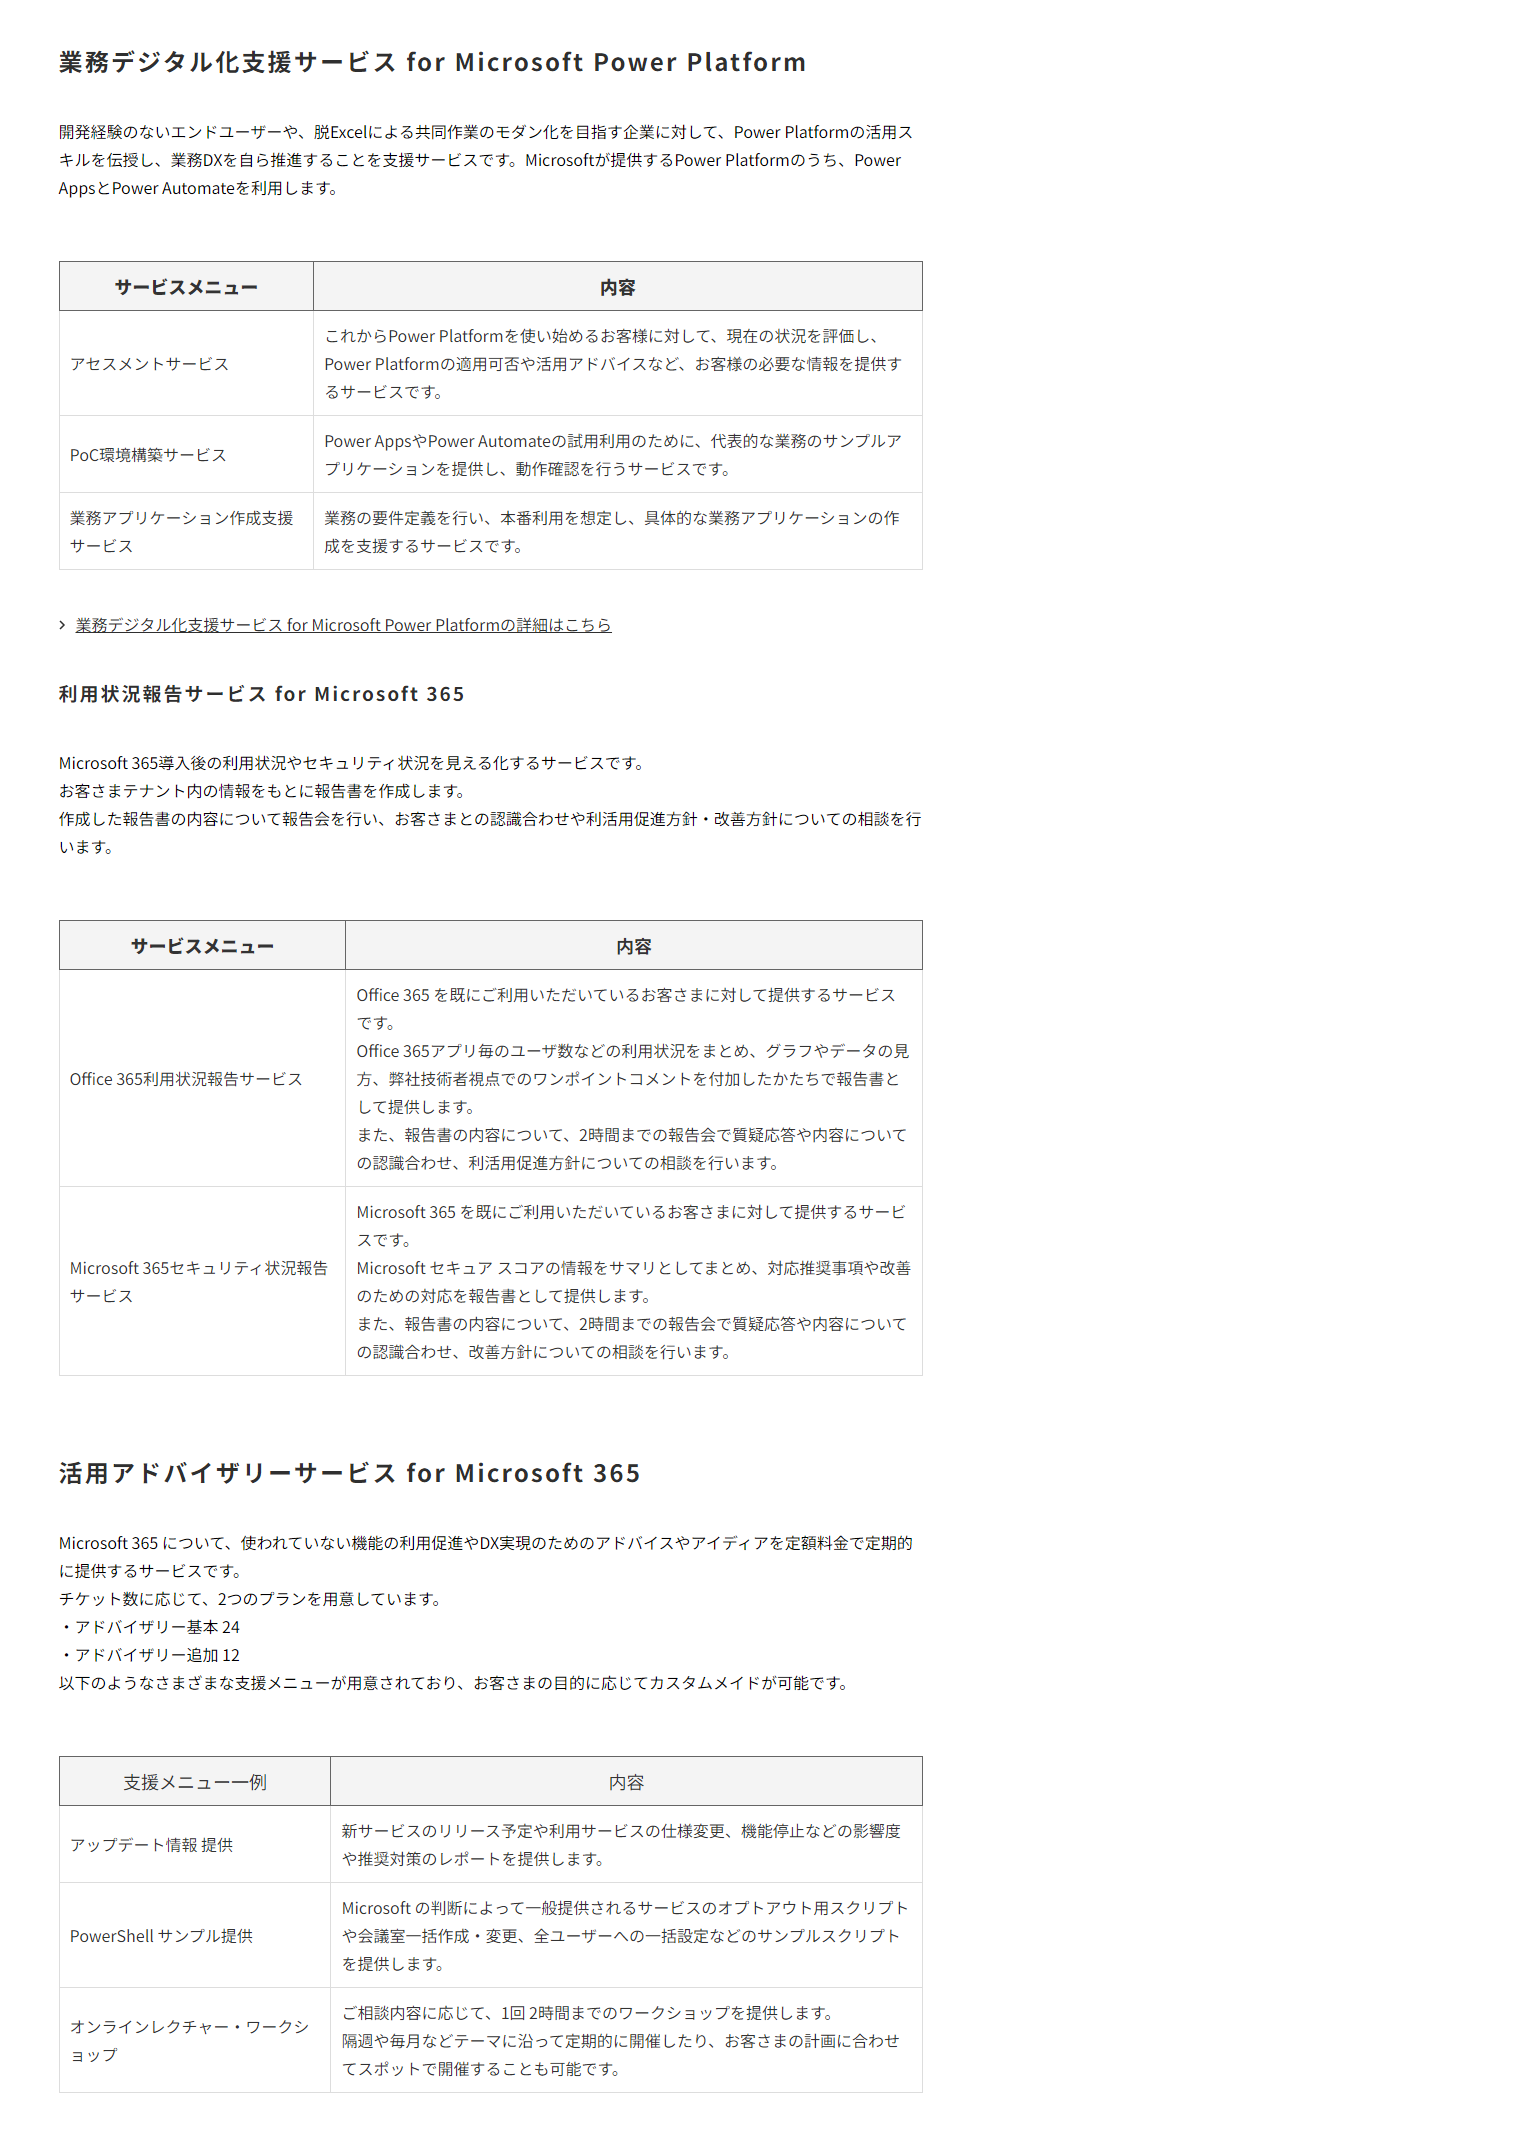 業務デジタル化支援サービス for Microsoft Power Platform
開発経験のないエンドユーザーや、脱Excelによる共同作業のモダン化を目指す企業に対して、Power Platformの活用ス
キルを伝授し、業務DXを自ら推進することを支援サービスです。Microsoftが提供するPower Platformのうち、Power
AppsとPower Automateを利用します。
サービスメニュー 内容
アセスメントサービス
これからPower Platformを使い始めるお客様に対して、現在の状況を評価し、
Power Platformの適用可否や活用アドバイスなど、お客様の必要な情報を提供す
るサービスです。
PoC環境構築サービス
Power AppsやPower Automateの試用利用のために、代表的な業務のサンプルア
プリケーションを提供し、動作確認を行うサービスです。
業務アプリケーション作成支援
サービス
業務の要件定義を行い、本番利用を想定し、具体的な業務アプリケーションの作
成を支援するサービスです。
業務デジタル化支援サービス for Microsoft Power Platformの詳細はこちら
利用状況報告サービス for Microsoft 365
Microsoft 365導入後の利用状況やセキュリティ状況を見える化するサービスです。
お客さまテナント内の情報をもとに報告書を作成します。
作成した報告書の内容について報告会を行い、お客さまとの認識合わせや利活用促進方針・改善方針についての相談を行
います。
サービスメニュー 内容
Office 365利用状況報告サービス
Office 365 を既にご利用いただいているお客さまに対して提供するサービス
です。
Office 365アプリ毎のユーザ数などの利用状況をまとめ、グラフやデータの見
方、弊社技術者視点でのワンポイントコメントを付加したかたちで報告書と
して提供します。
また、報告書の内容について、2時間までの報告会で質疑応答や内容について
の認識合わせ、利活用促進方針についての相談を行います。
Microsoft 365セキュリティ状況報告
サービス
Microsoft 365 を既にご利用いただいているお客さまに対して提供するサービ
スです。
Microsoft セキュア スコアの情報をサマリとしてまとめ、対応推奨事項や改善
のための対応を報告書として提供します。
また、報告書の内容について、2時間までの報告会で質疑応答や内容について
の認識合わせ、改善方針についての相談を行います。
活用アドバイザリーサービス for Microsoft 365
Microsoft 365 について、使われていない機能の利用促進やDX実現のためのアドバイスやアイディアを定額料金で定期的
に提供するサービスです。
チケット数に応じて、2つのプランを用意しています。
・アドバイザリー基本 24
・アドバイザリー追加 12
以下のようなさまざまな支援メニューが用意されており、お客さまの目的に応じてカスタムメイドが可能です。
支援メニュー一例 内容
アップデート情報 提供
新サービスのリリース予定や利用サービスの仕様変更、機能停止などの影響度
や推奨対策のレポートを提供します。
PowerShell サンプル提供
Microsoft の判断によって一般提供されるサービスのオプトアウト用スクリプト
や会議室一括作成・変更、全ユーザーへの一括設定などのサンプルスクリプト
を提供します。
オンラインレクチャー・ワークシ
ョップ
ご相談内容に応じて、1回 2時間までのワークショップを提供します。
隔週や毎月などテーマに沿って定期的に開催したり、お客さまの計画に合わせ
てスポットで開催することも可能です。